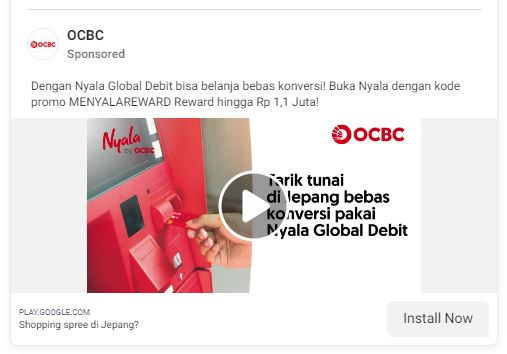 OCBC
OCBC
Sponsored
Dengan Nyala Global Debit bisa belanja bebas konversi! Buka Nyala dengan kode
promo MENYALAREWARD Reward hingga Rp 1,1 Juta!
Nyala
by OCBC
OCBC
Tarik tunai
di Jepang bebas
konversi pakai
Nyala Global Debit
PLAY.GOOGLE.COM
Shopping spree di Jepang?
Install Now